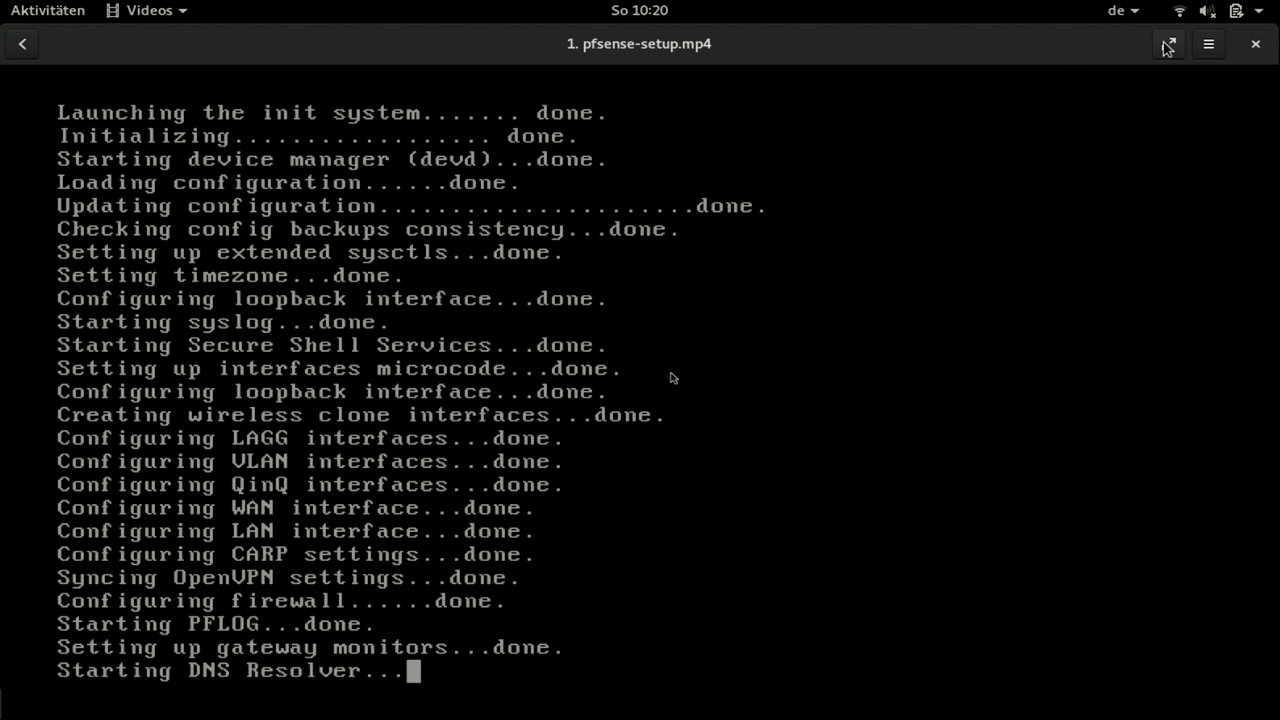 Aktivitäten Videos So 10:20 de
1. pfsense-setup.mp4
Launching the init system....... done.
Initializing.................. done.
Starting device manager (devd)...done.
Loading configuration......done.
Updating configuration......................done.
Checking config backups consistency...done.
Setting up extended sysctls...done.
Setting timezone...done.
Configuring loopback interface...done.
Starting syslog...done.
Starting Secure Shell Services...done.
Setting up interfaces microcode...done.
Configuring loopback interface...done.
Creating wireless clone interfaces...done.
Configuring LAGG interfaces...done.
Configuring VLAN interfaces...done.
Configuring QinQ interfaces...done.
Configuring WAN interface...done.
Configuring LAN interface...done.
Configuring CARP settings...done.
Syncing OpenVPN settings...done.
Configuring firewall......done.
Starting PFLOG...done.
Setting up gateway monitors...done.
Starting DNS Resolver...